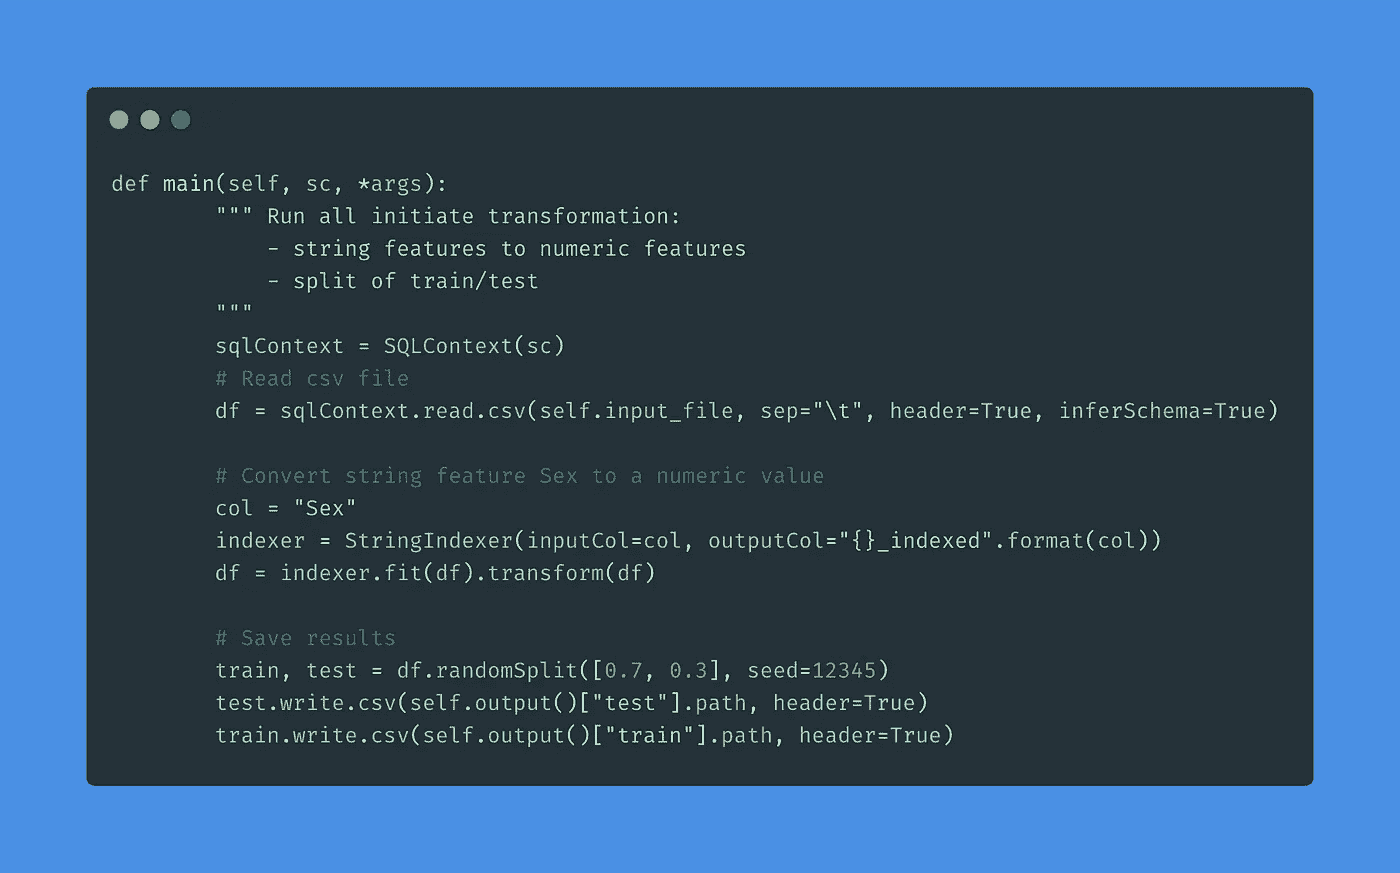 def main(self, sc, *args):
        """ Run all initiate transformation:
            - string features to numeric features
            - split of train/test
        """
        sqlContext = SQLContext(sc)
        # Read csv file
        df = sqlContext.read.csv(self.input_file, sep="\t", header=True, inferSchema=True)

        # Convert string feature Sex to a numeric value
        col = "Sex"
        indexer = StringIndexer(inputCol=col, outputCol="{}_indexed".format(col))
        df = indexer.fit(df).transform(df)

        # Save results
        train, test = df.randomSplit([0.7, 0.3], seed=12345)
        test.write.csv(self.output()["test"].path, header=True)
        train.write.csv(self.output()["train"].path, header=True)